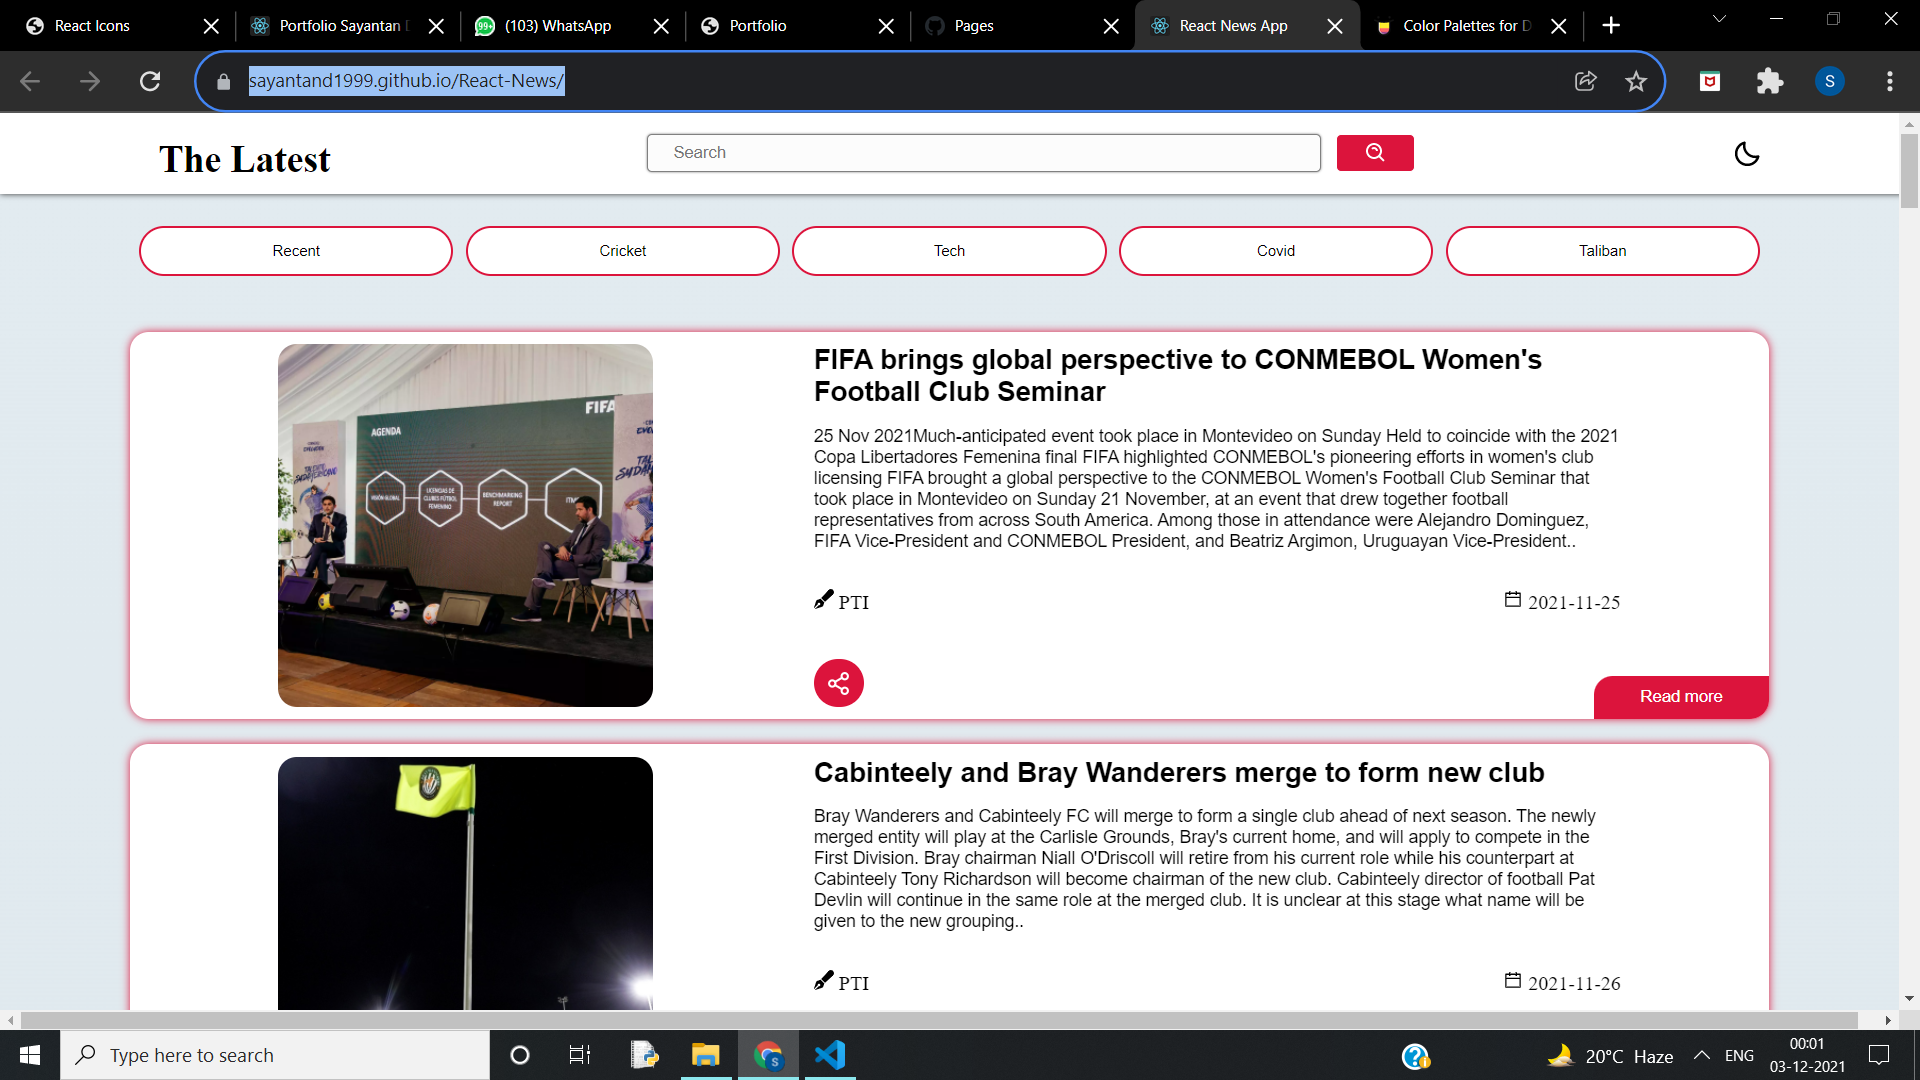 React Icons
Portfolio Sayantan
(103) WhatsApp
Portfolio
Pages
React News App
Color Palettes for D
sayantand1999.github.io/React-News/
S
The Latest
Search
Recent
Cricket
Tech
Covid
Taliban
FIFA
AGENDA
VISIÓN GLOBAL
LICENCIAS DE
CLUBES FÚTBOL
FEMENINO
BENCHMARKING
REPORT
FIFA brings global perspective to CONMEBOL Women's
Football Club Seminar
25 Nov 2021Much-anticipated event took place in Montevideo on Sunday Held to coincide with the 2021
Copa Libertadores Femenina final FIFA highlighted CONMEBOL's pioneering efforts in women's club
licensing FIFA brought a global perspective to the CONMEBOL Women's Football Club Seminar that
took place in Montevideo on Sunday 21 November, at an event that drew together football
representatives from across South America. Among those in attendance were Alejandro Dominguez,
FIFA Vice-President and CONMEBOL President, and Beatriz Argimon, Uruguayan Vice-President..
PTI
2021-11-25
Read more
Cabinteely and Bray Wanderers merge to form new club
Bray Wanderers and Cabinteely FC will merge to form a single club ahead of next season. The newly
merged entity will play at the Carlisle Grounds, Bray's current home, and will apply to compete in the
First Division. Bray chairman Niall O'Driscoll will retire from his current role while his counterpart at
Cabinteely Tony Richardson will become chairman of the new club. Cabinteely director of football Pat
Devlin will continue in the same role at the merged club. It is unclear at this stage what name will be
given to the new grouping..
PTI
2021-11-26
Type here to search
20°C Haze
ENG
00:01
03-12-2021